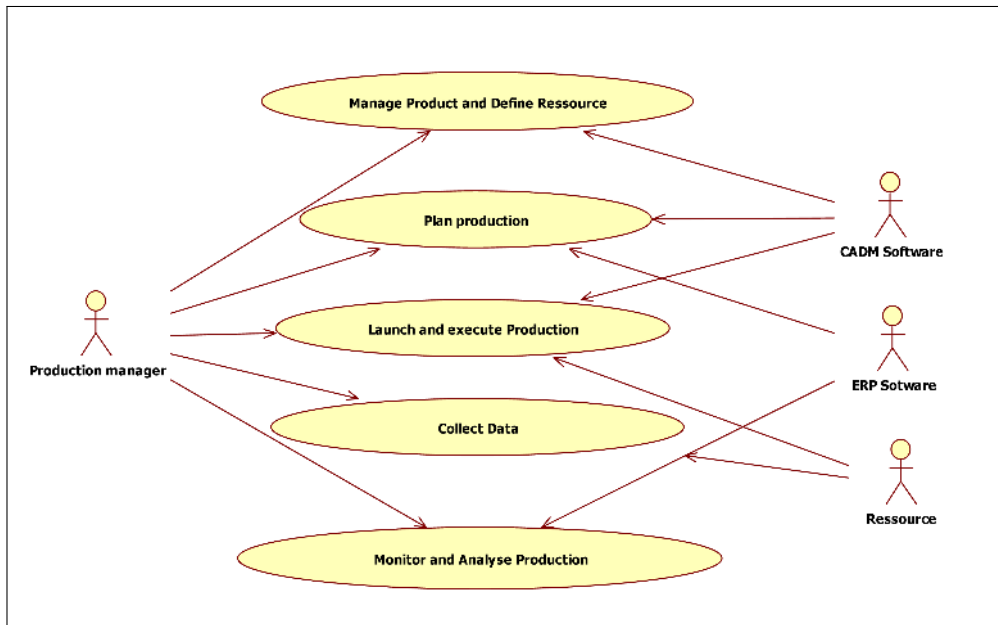 Manage Product and Define Ressource
Plan production
CADM Software
Launch and execute Production
Production manager
ERP Sotware
Collect Data
Ressource
Monitor and Analyse Production